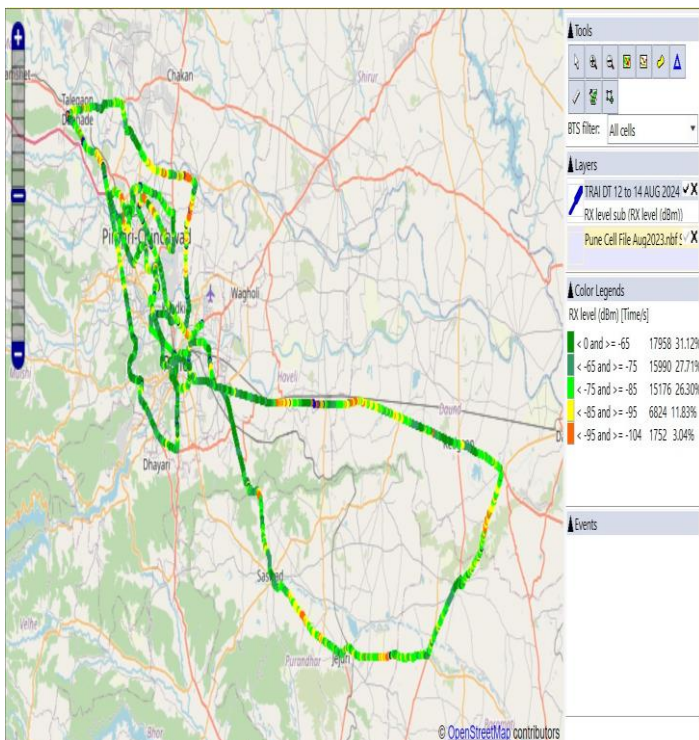 Chakan
Shirur
Talegaon
Dabhade
Wagholi
Haveli
Daund
Dhayari
Saswad
Velhe
Purandhar
Jejuri
Baramati
Bhor
© OpenStreetMap contributors
Tools
BTS filter: All cells
Layers
TRAI DT 12 to 14 AUG 2024
RX level sub (RX level (dBm))
Pune Cell File Aug2023.nbf
Color Legends
RX level (dBm) [Time/s]
< 0 and >= -65 17958 31.12%
< -65 and >= -75 15990 27.71%
< -75 and >= -85 15176 26.30%
< -85 and >= -95 6824 11.83%
< -95 and >= -104 1752 3.04%
Events